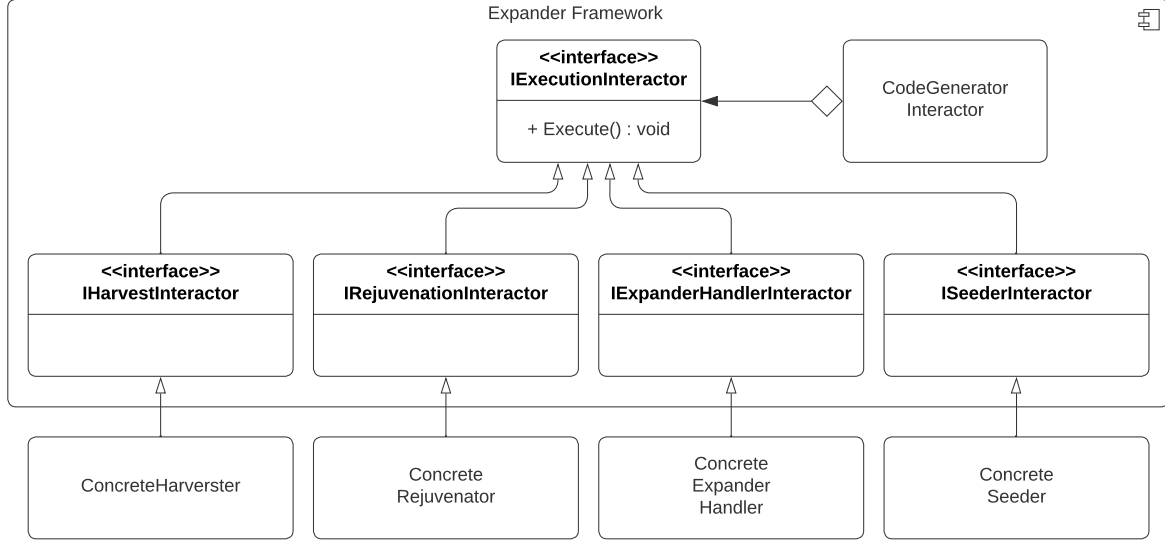 Expander Framework
<<interface>>
IExecutionInteractor
+ Execute() : void
CodeGenerator
Interactor
<<interface>>
IHarvestInteractor
<<interface>>
IRejuvenationInteractor
<<interface>>
IExpanderHandlerInteractor
<<interface>>
ISeederInteractor
ConcreteHarverster
Concrete
Rejuvenator
Concrete
Expander
Handler
Concrete
Seeder